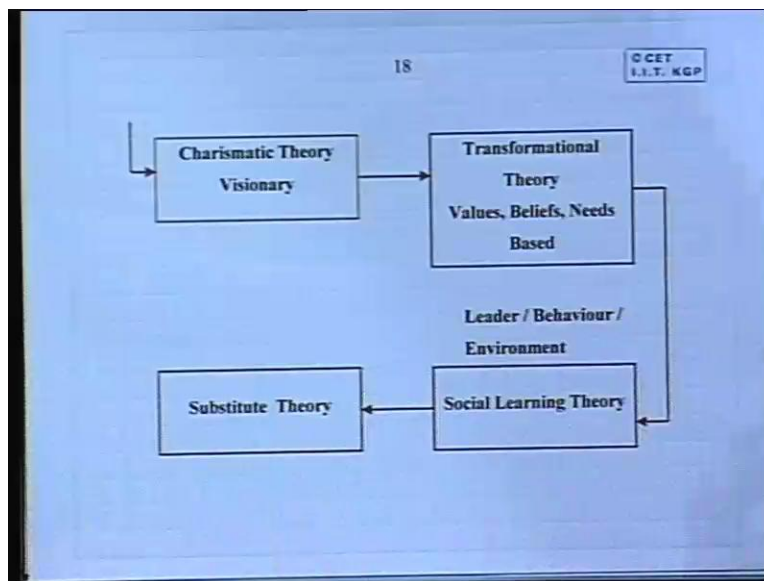 18
© CET
I.I.T. KGP
Charismatic Theory
Visionary
Transformational
Theory
Values, Beliefs, Needs
Based
Leader / Behaviour /
Environment
Substitute Theory
Social Learning Theory